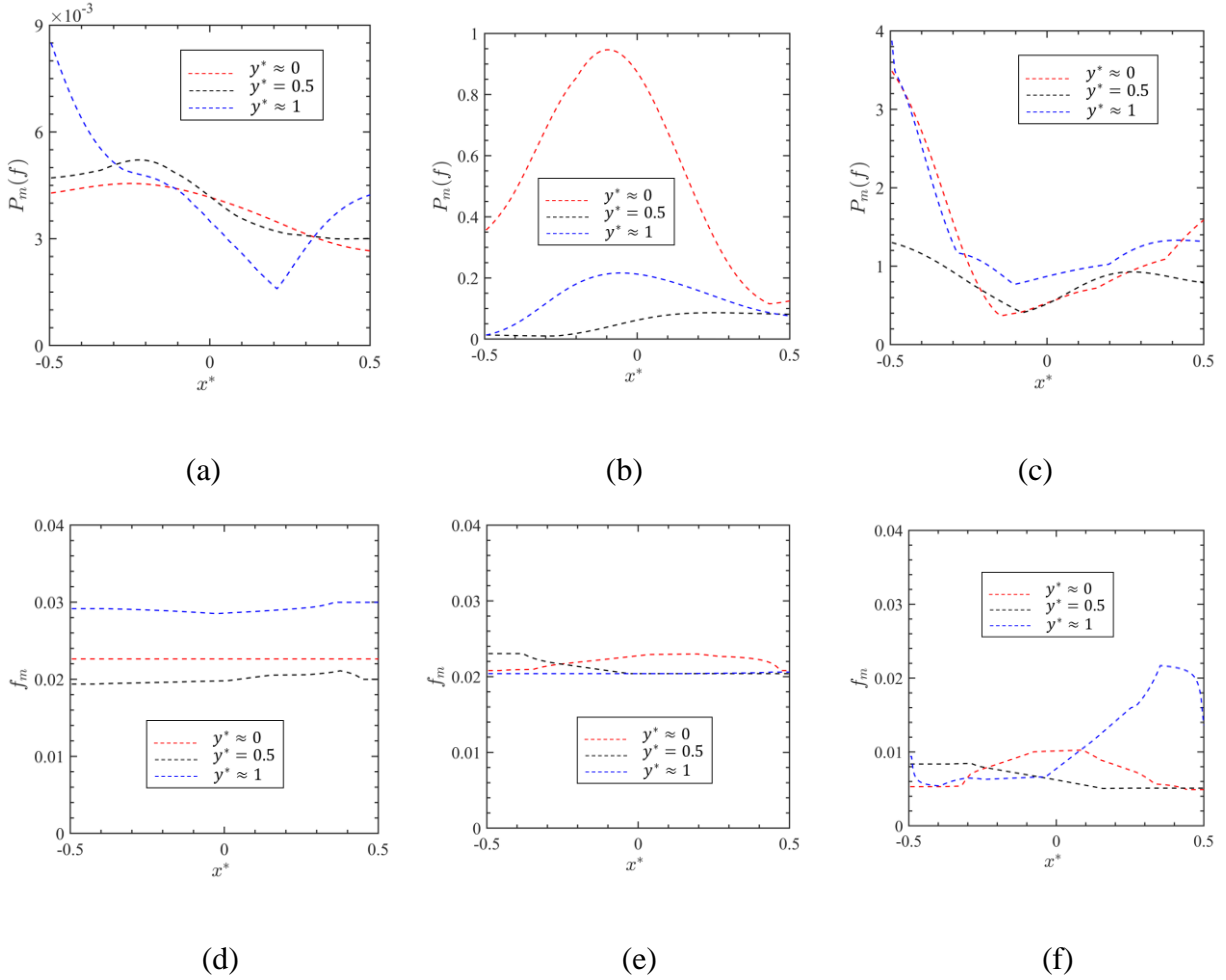 ×10⁻³
9
6
3
0
P_m(f)
y* ≈ 0
y* = 0.5
y* ≈ 1
-0.5 0 0.5
x*
1
0.8
0.6
0.4
0.2
0
P_m(f)
y* ≈ 0
y* = 0.5
y* ≈ 1
-0.5 0 0.5
x*
4
3
2
1
0
P_m(f)
y* ≈ 0
y* = 0.5
y* ≈ 1
-0.5 0 0.5
x*
(a) (b) (c)
0.04
0.03
0.02
0.01
0
f_m
y* ≈ 0
y* = 0.5
y* ≈ 1
-0.5 0 0.5
x*
0.04
0.03
0.02
0.01
0
f_m
y* ≈ 0
y* = 0.5
y* ≈ 1
-0.5 0 0.5
x*
0.04
0.03
0.02
0.01
0
f_m
y* ≈ 0
y* = 0.5
y* ≈ 1
-0.5 0 0.5
x*
(d) (e) (f)